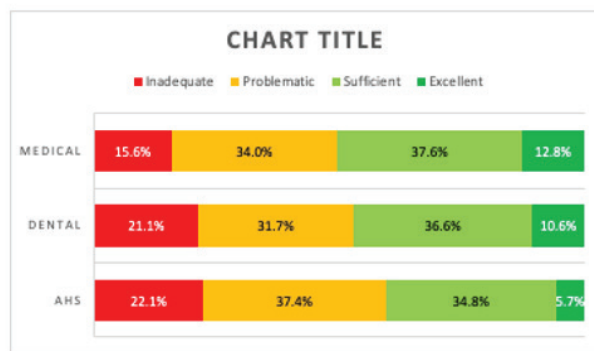 CHART TITLE
Inadequate Problematic Sufficient Excellent
MEDICAL 15.6% 34.0% 37.6% 12.8%
DENTAL 21.1% 31.7% 36.6% 10.6%
AHS 22.1% 37.4% 34.8% 5.7%